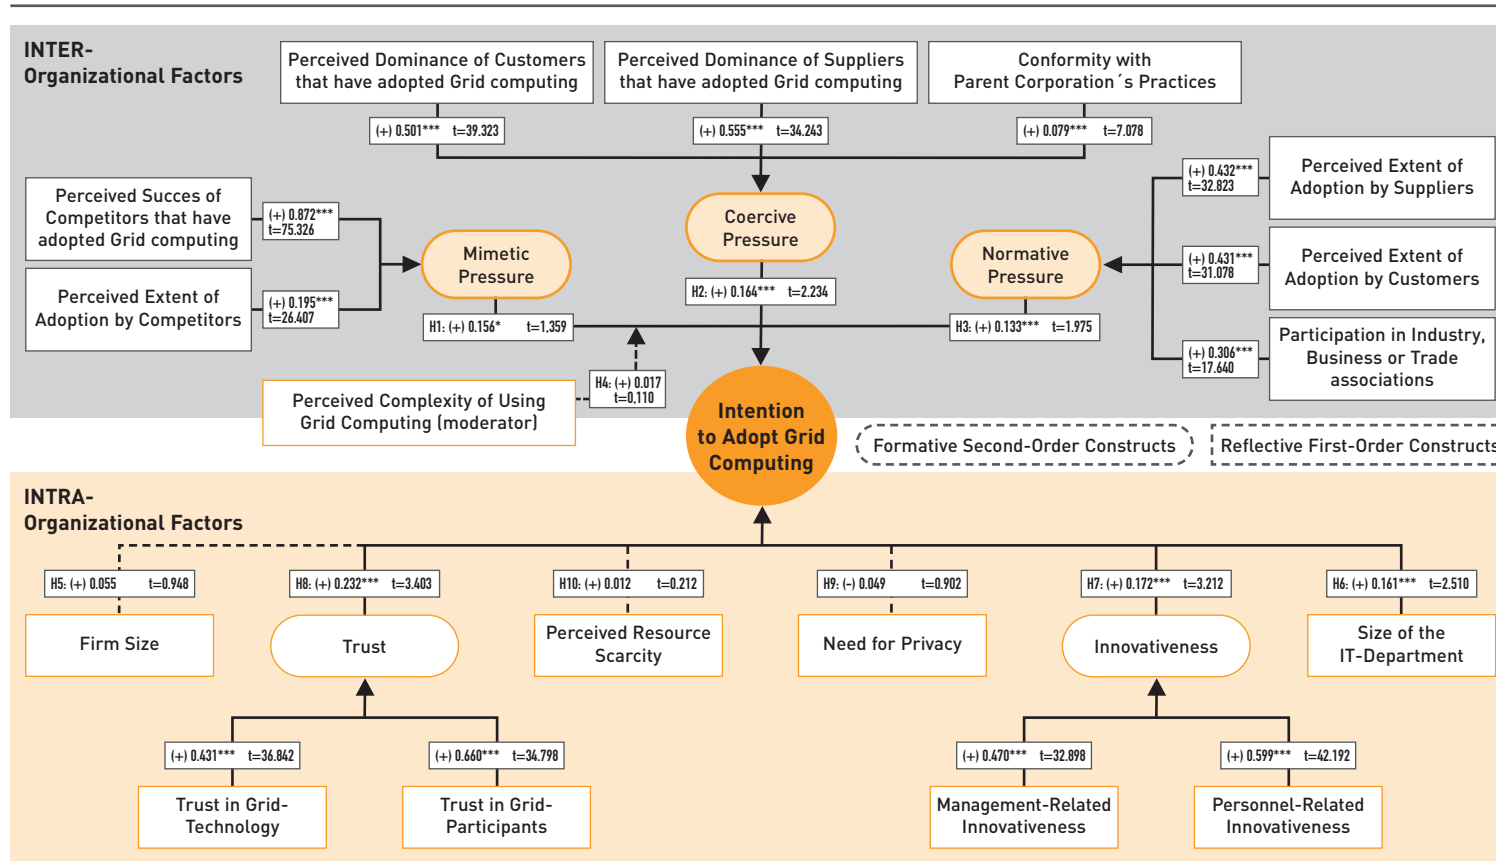 INTER-
Organizational Factors
Perceived Dominance of Customers
that have adopted Grid computing
Perceived Dominance of Suppliers
that have adopted Grid computing
Conformity with
Parent Corporation´s Practices
(+) 0.501*** t=39.323
(+) 0.555*** t=34.243
(+) 0.079*** t=7.078
Perceived Succes of
Competitors that have
adopted Grid computing
(+) 0.872***
t=75.326
Perceived Extent of
Adoption by Competitors
(+) 0.195***
t=26.407
Mimetic
Pressure
Coercive
Pressure
Normative
Pressure
(+) 0.432***
t=32.823
Perceived Extent of
Adoption by Suppliers
(+) 0.431***
t=31.078
Perceived Extent of
Adoption by Customers
(+) 0.306***
t=17.640
Participation in Industry,
Business or Trade
associations
H1: (+) 0.156* t=1,359
H2: (+) 0.164*** t=2.234
H3: (+) 0.133*** t=1.975
Perceived Complexity of Using
Grid Computing (moderator)
H4: (+) 0.017
t=0,110
Intention
to Adopt Grid
Computing
Formative Second-Order Constructs
Reflective First-Order Constructs
INTRA-
Organizational Factors
H5: (+) 0.055 t=0.948
H8: (+) 0.232*** t=3.403
H10: (+) 0.012 t=0.212
H9: (-) 0.049 t=0.902
H7: (+) 0.172*** t=3.212
H6: (+) 0.161*** t=2.510
Firm Size
Trust
Perceived Resource
Scarcity
Need for Privacy
Innovativeness
Size of the
IT-Department
(+) 0.431*** t=36.842
(+) 0.660*** t=34.798
(+) 0.470*** t=32.898
(+) 0.599*** t=42.192
Trust in Grid-
Technology
Trust in Grid-
Participants
Management-Related
Innovativeness
Personnel-Related
Innovativeness